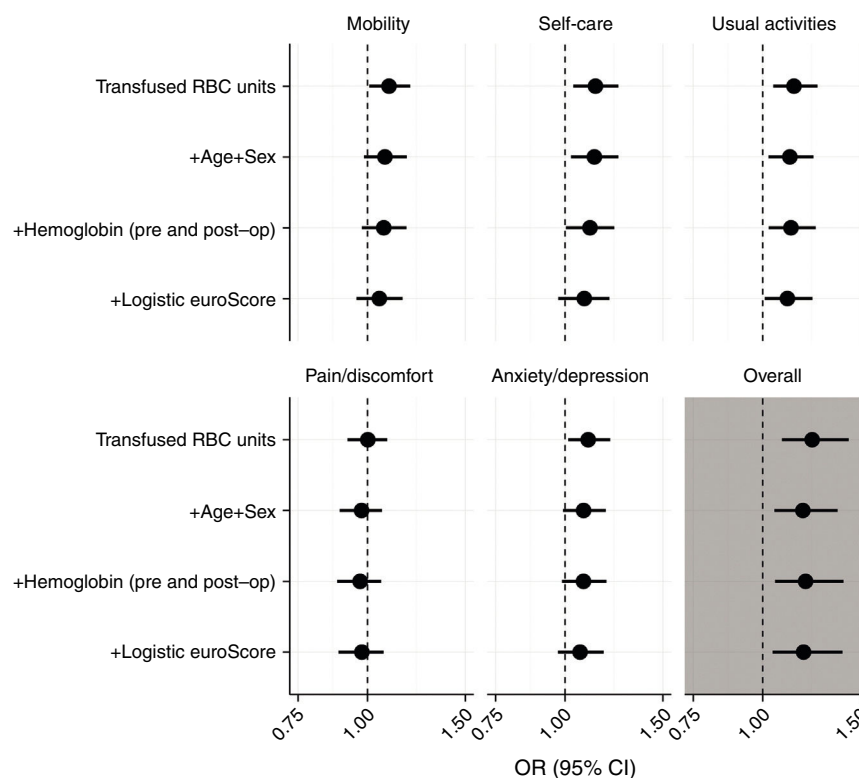 Mobility Self-care Usual activities
Transfused RBC units
+Age+Sex
+Hemoglobin (pre and post–op)
+Logistic euroScore
Pain/discomfort Anxiety/depression Overall
Transfused RBC units
+Age+Sex
+Hemoglobin (pre and post–op)
+Logistic euroScore
0.75 1.00 1.50 0.75 1.00 1.50 0.75 1.00 1.50
OR (95% CI)